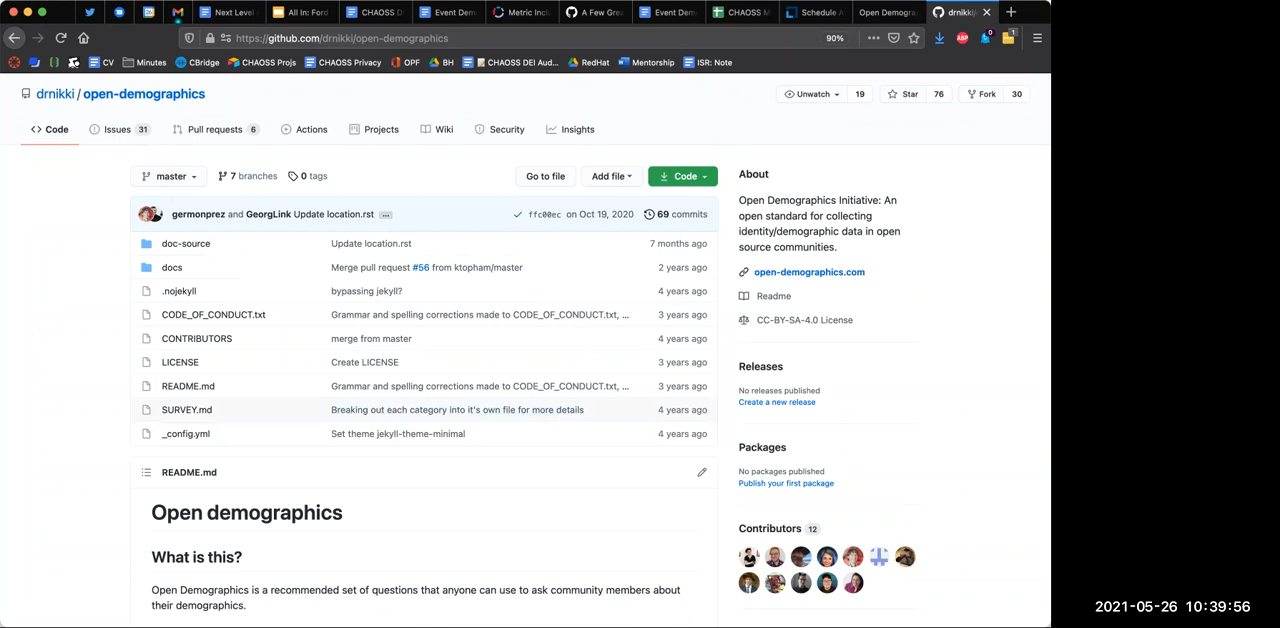 Next Level
All In: Ford
CHAOSS D
Event Dem
Metric Incl
A Few Grea
Event Dem
CHAOSS M
Schedule A
Open Demogra
drnikki/
https://github.com/drnikki/open-demographics
90%
CV
Minutes
CBridge
CHAOSS Projs
CHAOSS Privacy
OPF
BH
CHAOSS DEI Aud...
RedHat
Mentorship
ISR: Note
drnikki / open-demographics
Unwatch 19
Star 76
Fork 30
Code
Issues 31
Pull requests 6
Actions
Projects
Wiki
Security
Insights
master
7 branches
0 tags
Go to file
Add file
Code
germonprez and GeorgLink Update location.rst ... ffc00ec on Oct 19, 2020 69 commits
doc-source Update location.rst 7 months ago
docs Merge pull request #56 from ktopham/master 2 years ago
.nojekyll bypassing jekyll? 4 years ago
CODE_OF_CONDUCT.txt Grammar and spelling corrections made to CODE_OF_CONDUCT.txt, ... 3 years ago
CONTRIBUTORS merge from master 4 years ago
LICENSE Create LICENSE 3 years ago
README.md Grammar and spelling corrections made to CODE_OF_CONDUCT.txt, ... 3 years ago
SURVEY.md Breaking out each category into it's own file for more details 4 years ago
_config.yml Set theme jekyll-theme-minimal 4 years ago
README.md
Open demographics
What is this?
Open Demographics is a recommended set of questions that anyone can use to ask community members about
their demographics.
About
Open Demographics Initiative: An
open standard for collecting
identity/demographic data in open
source communities.
open-demographics.com
Readme
CC-BY-SA-4.0 License
Releases
No releases published
Create a new release
Packages
No packages published
Publish your first package
Contributors 12
2021-05-26 10:39:56